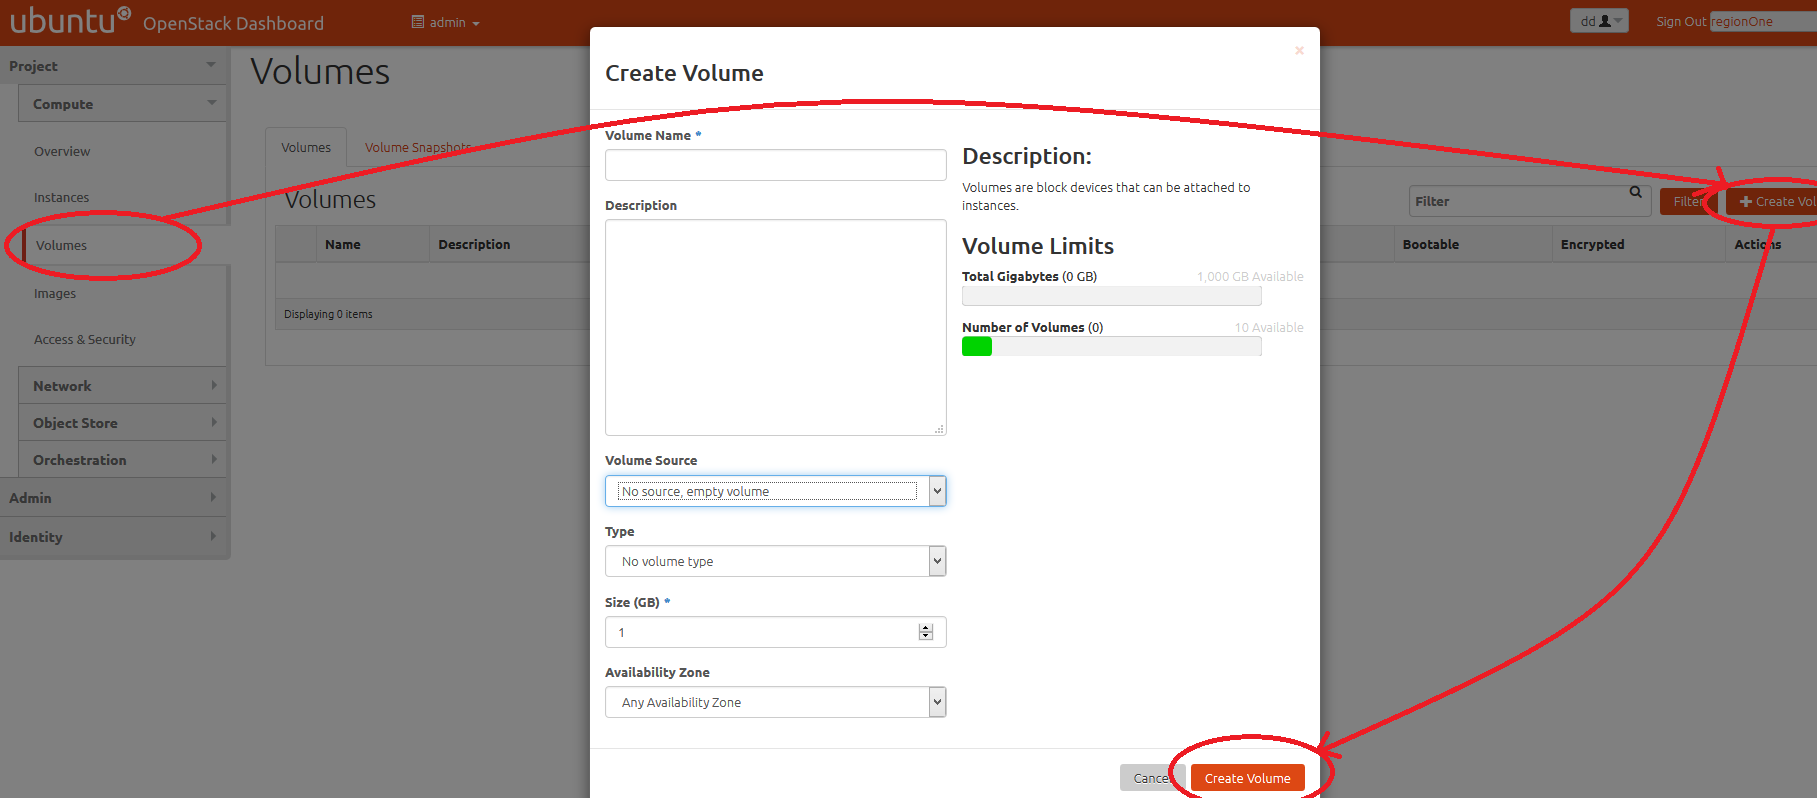 ubuntu OpenStack Dashboard admin dd Sign Out regionOne
Project
Compute
Overview
Instances
Volumes
Images
Access & Security
Network
Object Store
Orchestration
Admin
Identity
Volumes
Volumes Volume Snapshots
Volumes
Filter Filter Create Vol
Name Description Bootable Encrypted Actions
Displaying 0 items
×
Create Volume
Volume Name *
Description
Volume Source
No source, empty volume
Type
No volume type
Size (GB) *
1
Availability Zone
Any Availability Zone
Description:
Volumes are block devices that can be attached to
instances.
Volume Limits
Total Gigabytes (0 GB) 1,000 GB Available
Number of Volumes (0) 10 Available
Cancel Create Volume